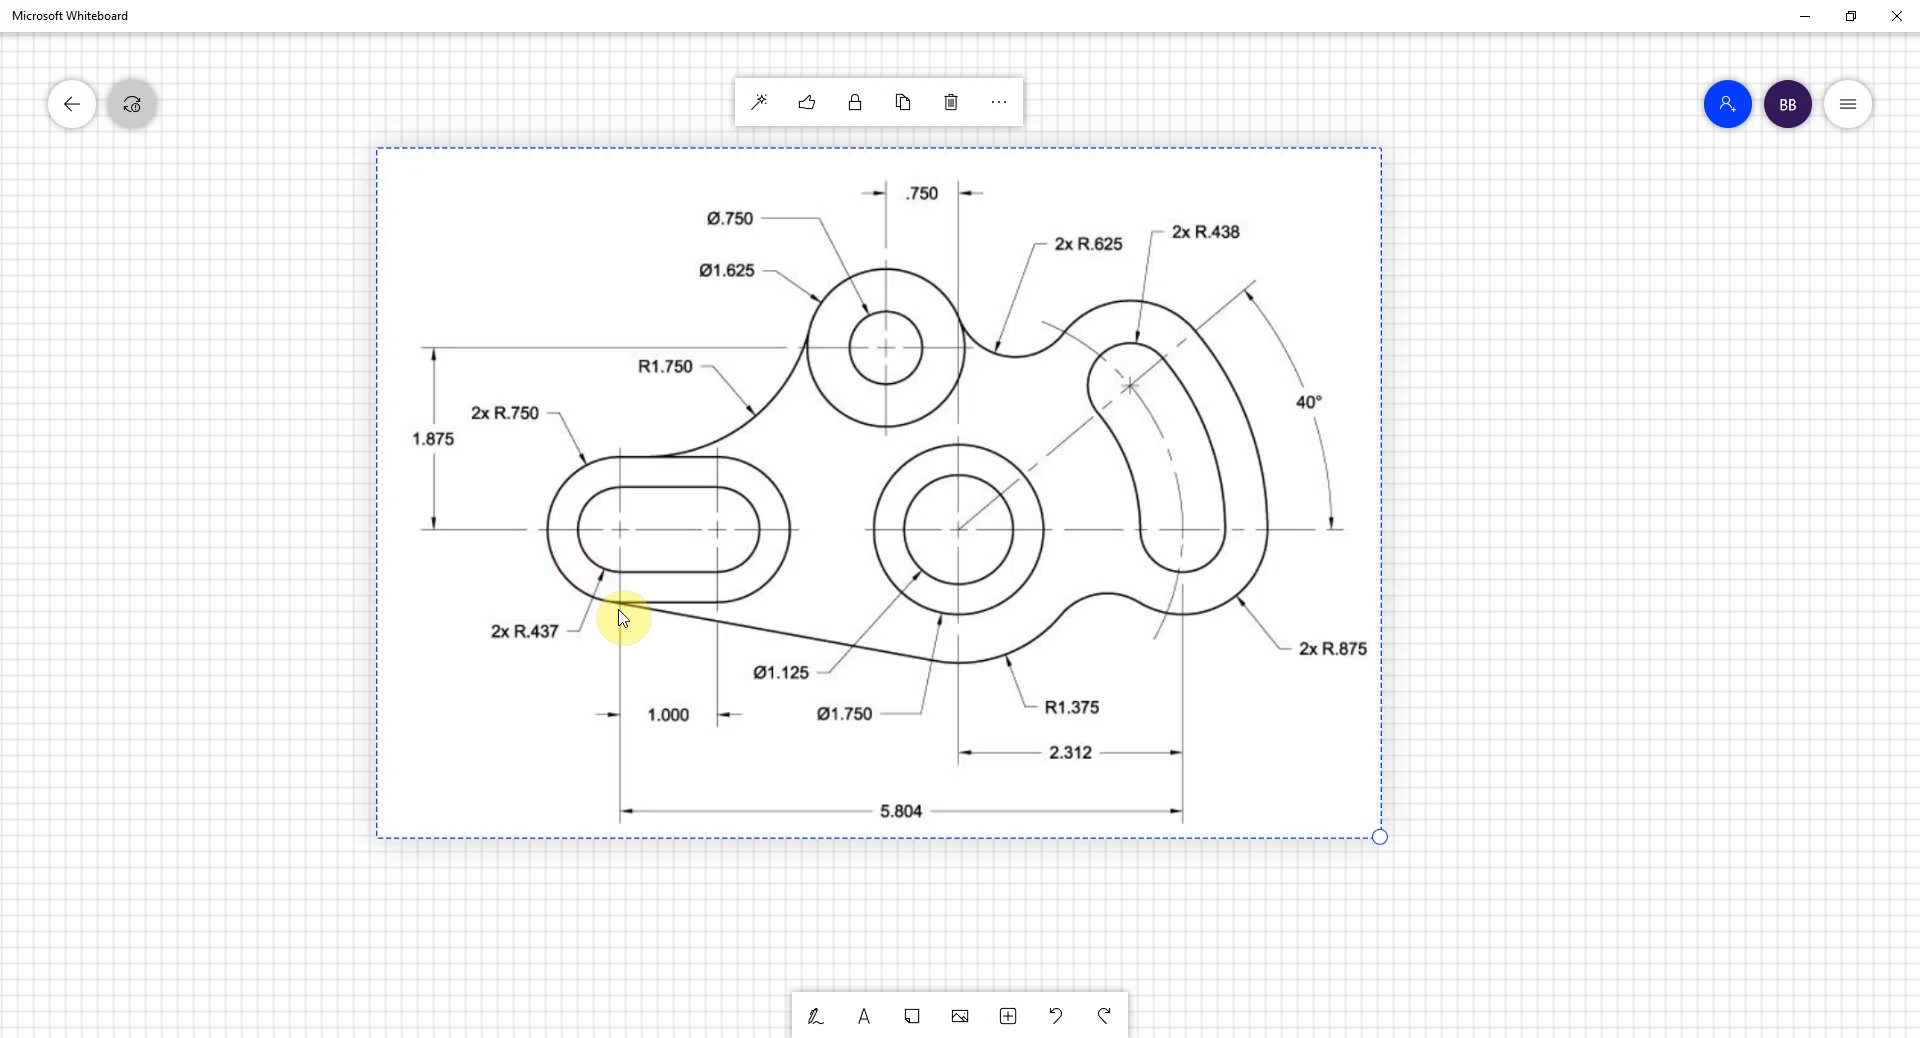 Microsoft Whiteboard
BB
.750
Ø.750
2x R.438
2x R.625
Ø1.625
R1.750
40°
2x R.750
1.875
2x R.437
2x R.875
Ø1.125
R1.375
1.000
Ø1.750
2.312
5.804